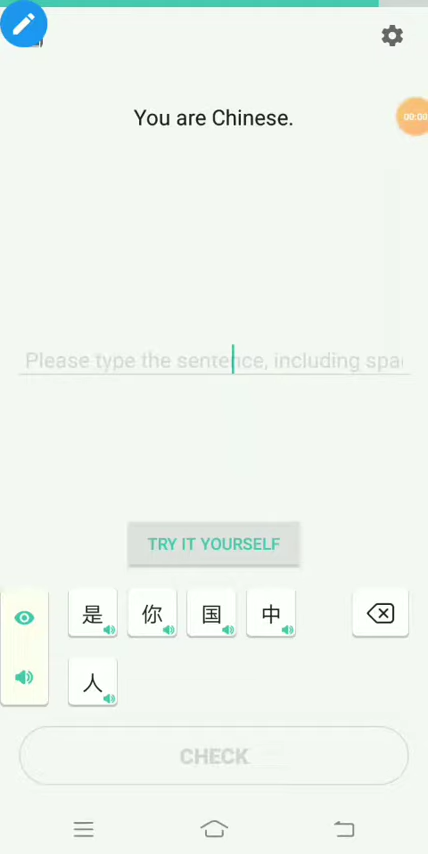 You are Chinese.
00:00
Please type the sentence, including spa
TRY IT YOURSELF
是 你 国 中
人
CHECK